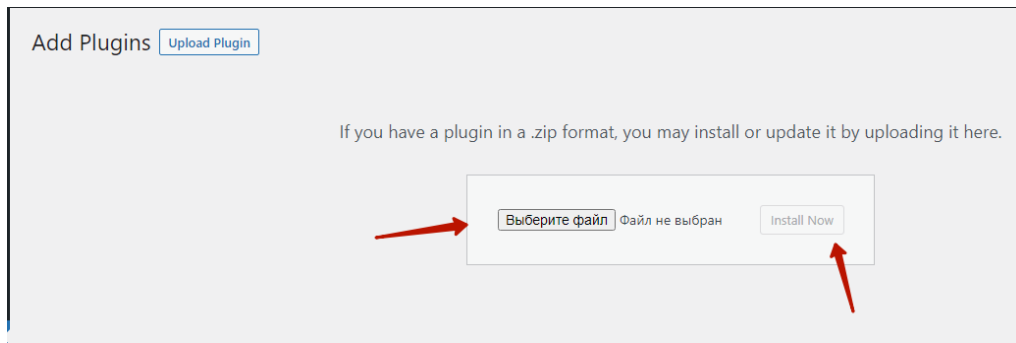 Add Plugins Upload Plugin
If you have a plugin in a .zip format, you may install or update it by uploading it here.
Выберите файл Файл не выбран Install Now